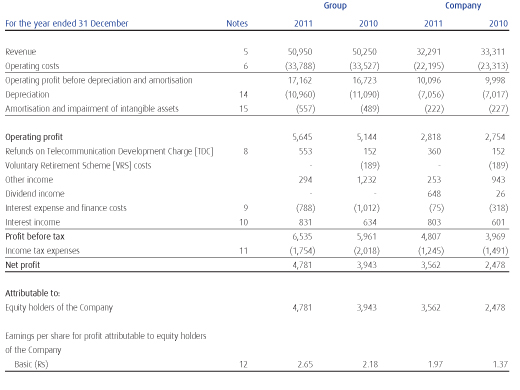 Group Company
For the year ended 31 December Notes 2011 2010 2011 2010
Revenue 5 50,950 50,250 32,291 33,311
Operating costs 6 (33,788) (33,527) (22,195) (23,313)
Operating profit before depreciation and amortisation 17,162 16,723 10,096 9,998
Depreciation 14 (10,960) (11,090) (7,056) (7,017)
Amortisation and impairment of intangible assets 15 (557) (489) (222) (227)
Operating profit 5,645 5,144 2,818 2,754
Refunds on Telecommunication Development Charge [TDC] 8 553 152 360 152
Voluntary Retirement Scheme [VRS] costs - (189) - (189)
Other income 294 1,232 253 943
Dividend income - - 648 26
Interest expense and finance costs 9 (788) (1,012) (75) (318)
Interest income 10 831 634 803 601
Profit before tax 6,535 5,961 4,807 3,969
Income tax expenses 11 (1,754) (2,018) (1,245) (1,491)
Net profit 4,781 3,943 3,562 2,478
Attributable to:
Equity holders of the Company 4,781 3,943 3,562 2,478
Earnings per share for profit attributable to equity holders
of the Company
Basic (Rs) 12 2.65 2.18 1.97 1.37